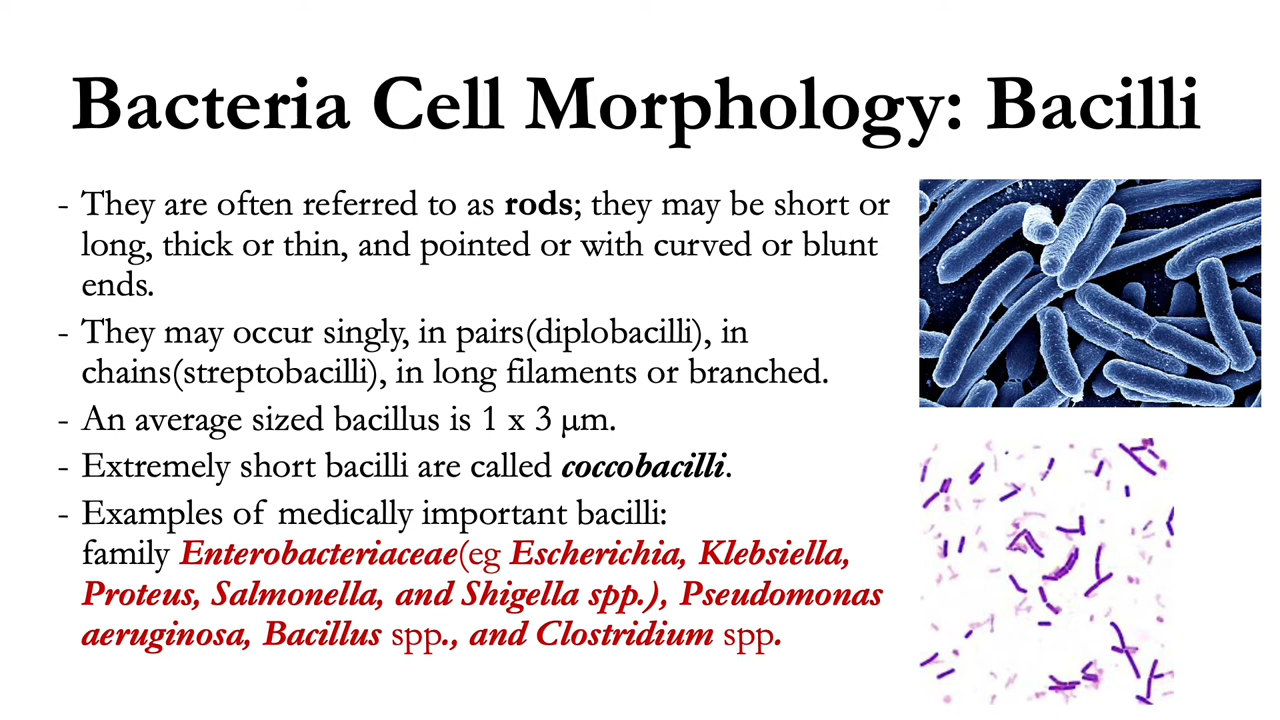 Bacteria Cell Morphology: Bacilli
- They are often referred to as rods; they may be short or
long, thick or thin, and pointed or with curved or blunt
ends.
- They may occur singly, in pairs(diplobacilli), in
chains(streptobacilli), in long filaments or branched.
- An average sized bacillus is 1 x 3 μm.
- Extremely short bacilli are called coccobacilli.
- Examples of medically important bacilli:
family Enterobacteriaceae(eg Escherichia, Klebsiella,
Proteus, Salmonella, and Shigella spp.), Pseudomonas
aeruginosa, Bacillus spp., and Clostridium spp.